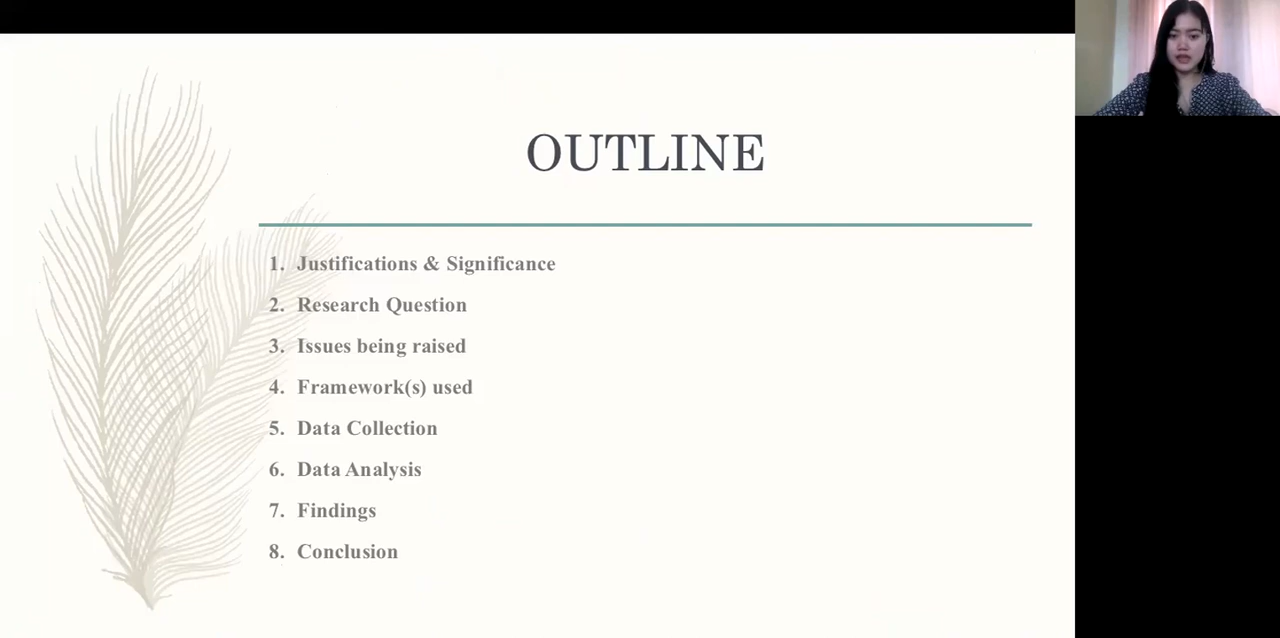 OUTLINE
1. Justifications & Significance
2. Research Question
3. Issues being raised
4. Framework(s) used
5. Data Collection
6. Data Analysis
7. Findings
8. Conclusion